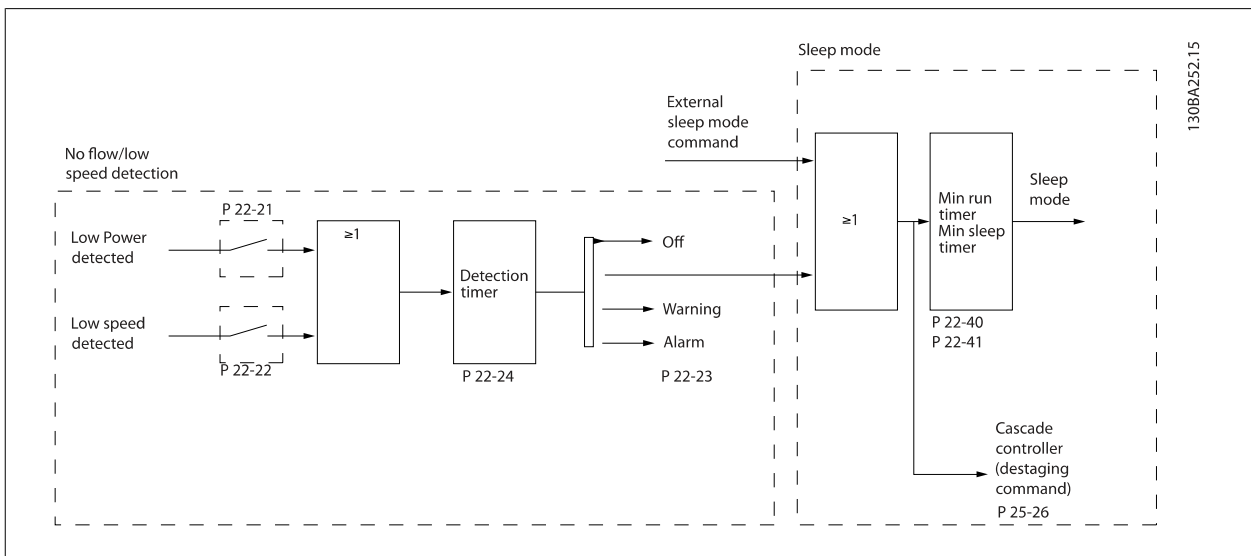 Sleep mode
130BA252.15
External
sleep mode
command
No flow/low
speed detection
P 22-21
Low Power
detected
≥1
Off
Detection
timer
Low speed
detected
Warning
Alarm
P 22-22
P 22-24
P 22-23
≥1
Min run
timer
Min sleep
timer
Sleep
mode
P 22-40
P 22-41
Cascade
controller
(destaging
command)
P 25-26